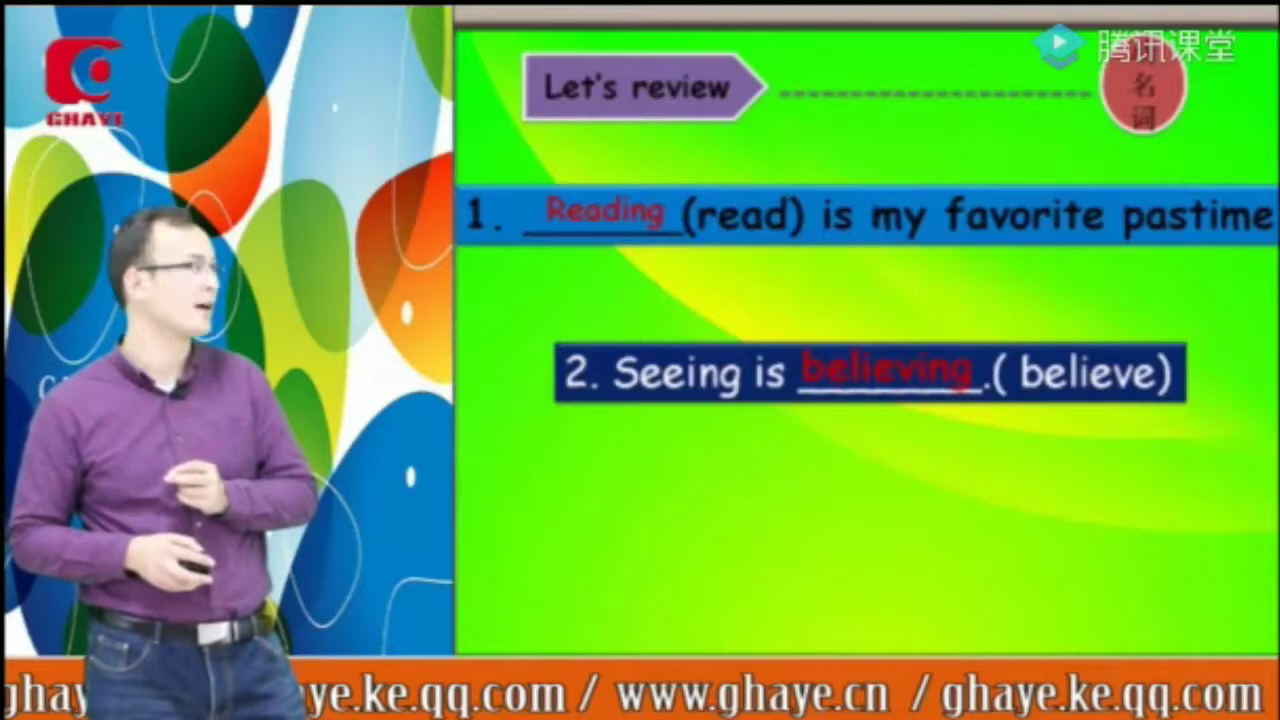 GHAYE
腾讯课堂
Let's review
名
词
1. Reading (read) is my favorite pastime
2. Seeing is believing.( believe)
ghay ye.ke.qq.com / www.ghaye.cn / ghaye.ke.qq.com